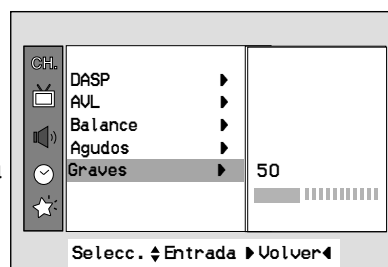 CH.
DASP
AVL
Balance
Agudos
Graves 50
Selecc. Entrada Volver